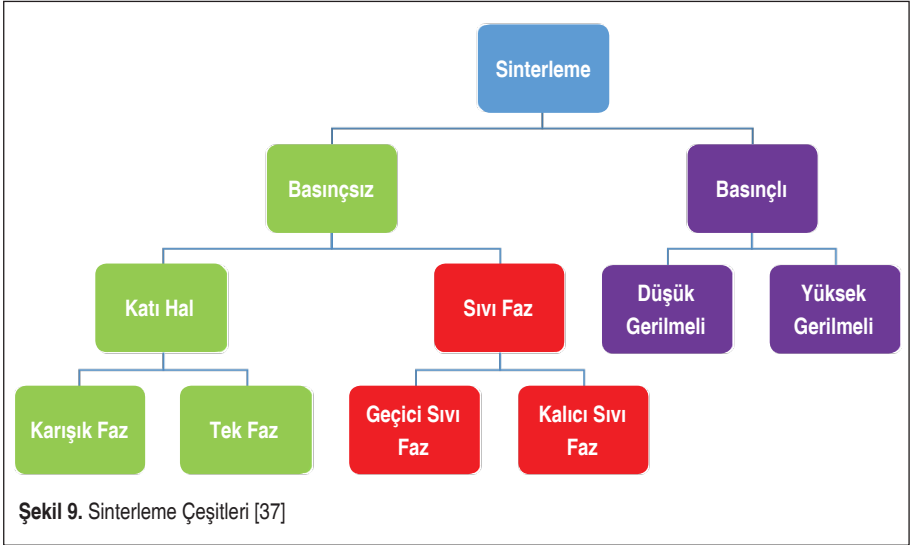 Sinterleme
Basınçsız
Basınçlı
Katı Hal
Sıvı Faz
Düşük
Gerilmeli
Yüksek
Gerilmeli
Karışık Faz
Tek Faz
Geçici Sıvı
Faz
Kalıcı Sıvı
Faz
Şekil 9. Sinterleme Çeşitleri [37]